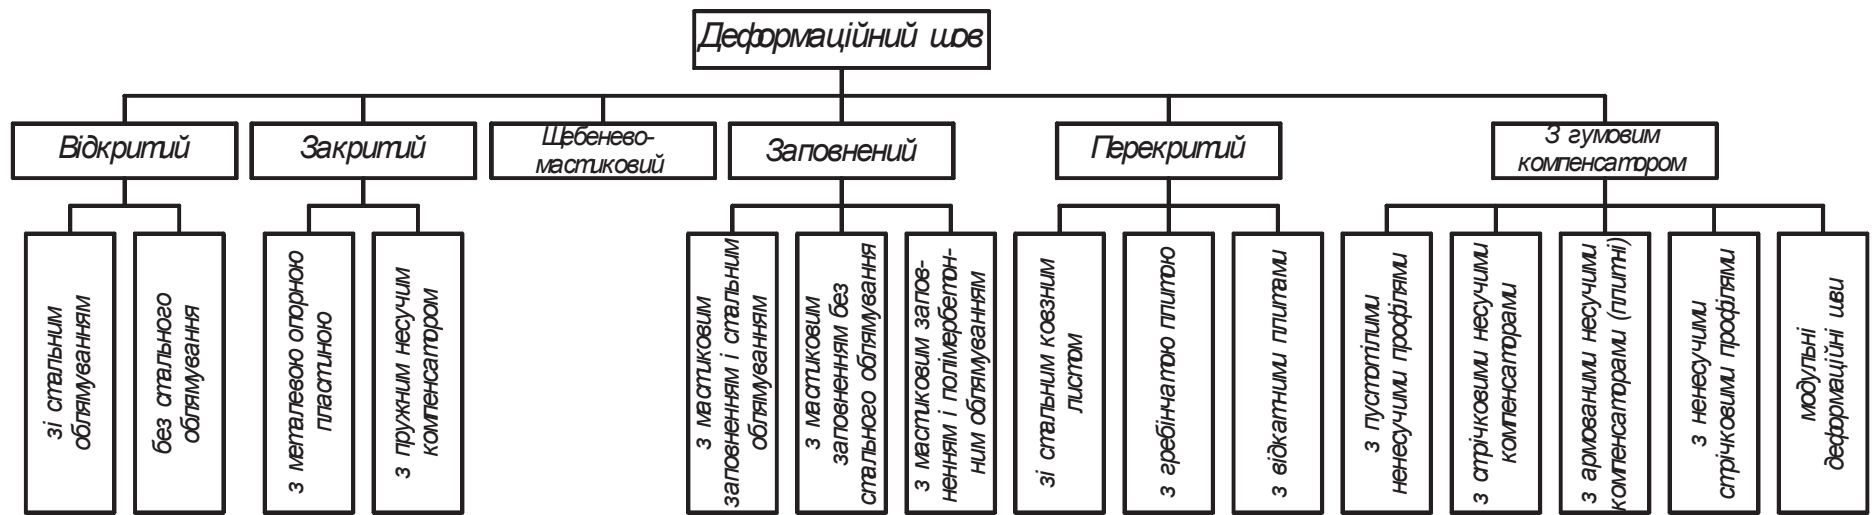 Деформаційний шов
Відкритий
Закритий
Щебенево-
мастиковий
Заповнений
Перекритий
З гумовим
компенсатором
зі стальним
облямуванням
без стального
облямування
з металевою опорною
пластиною
з пружним несучим
компенсатором
з мастиковим
заповненням і стальним
облямуванням
з мастиковим
заповненням без
стального облямування
з мастиковим запов-
ненням і полімербетон-
ним облямуванням
зі стальним ковзним
листом
з гребінчатою плитою
з відкатними плитами
з пустотілими
ненесучими профілями
з стрічковими несучими
компенсаторами
з армованими несучими
компенсаторами (плитні)
з ненесучими
стрічковими профілями
модульні
деформаційні шви